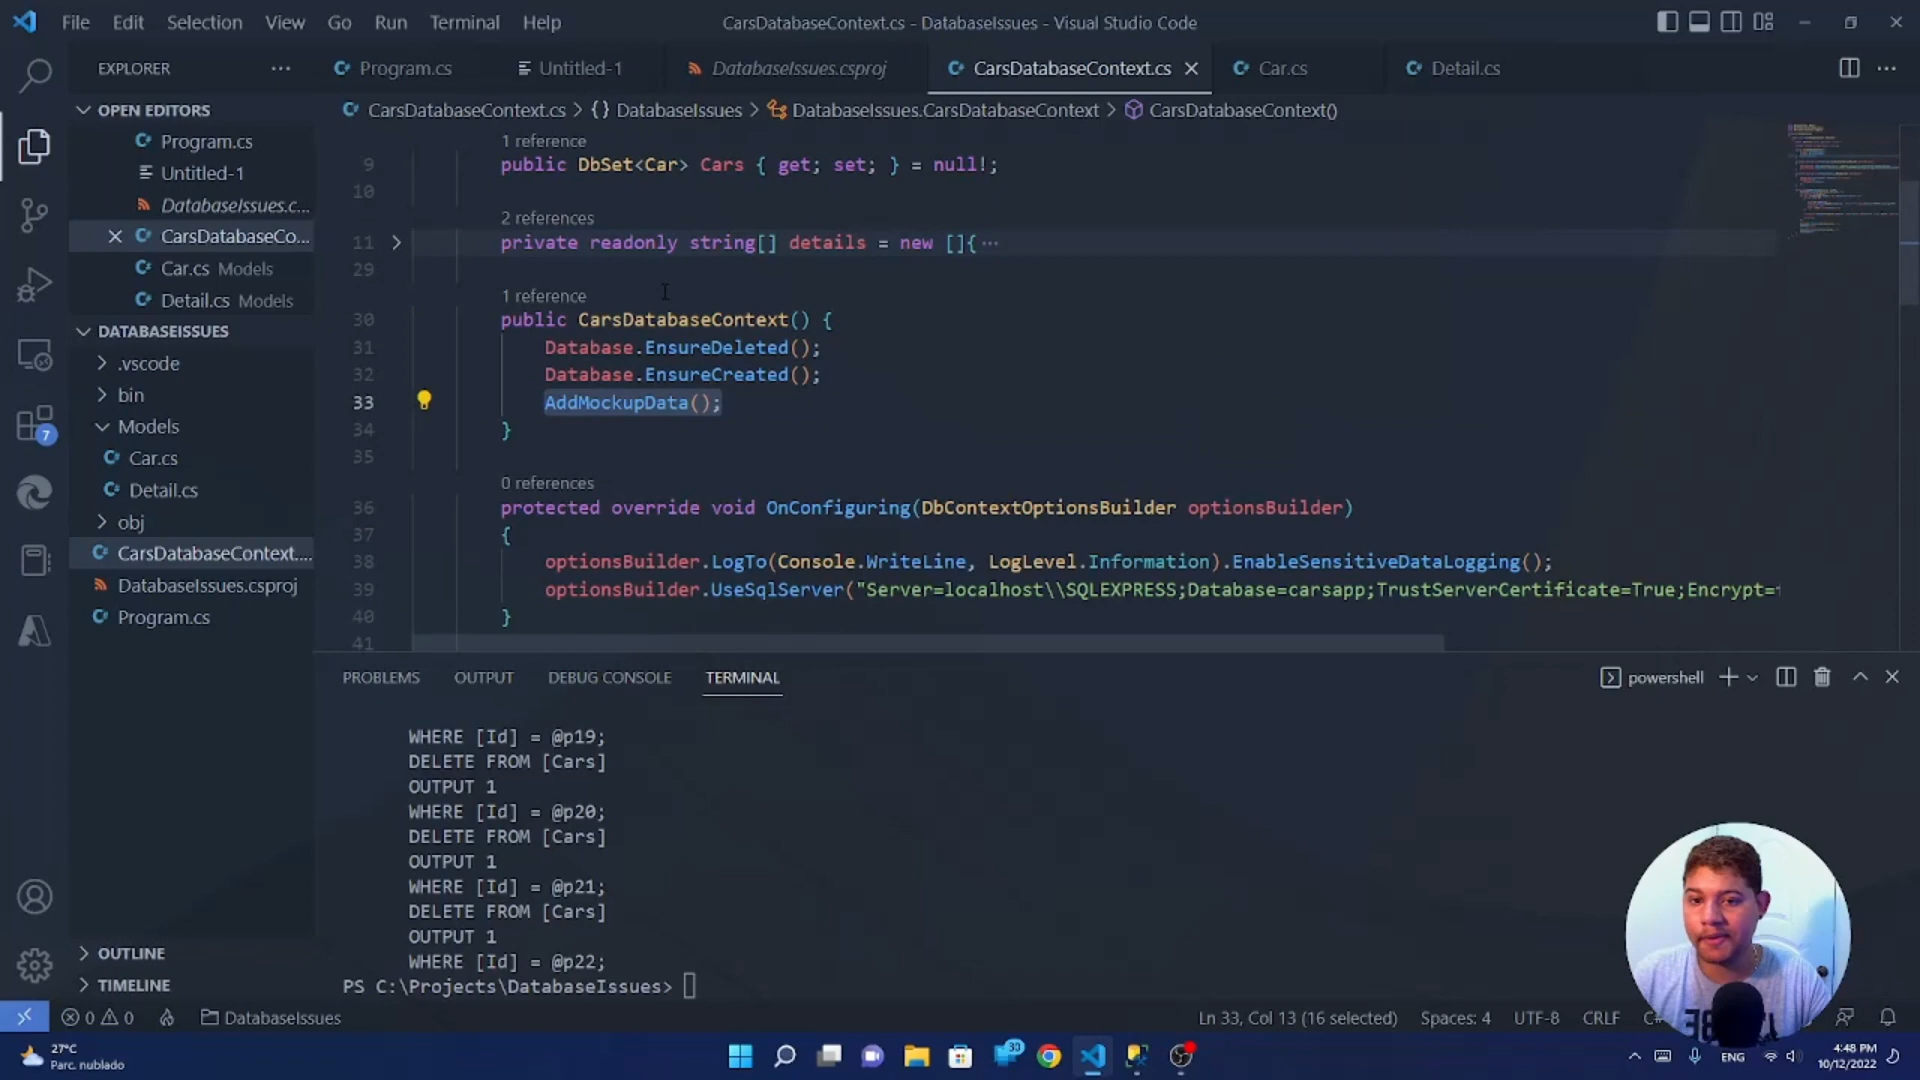 File Edit Selection View Go Run Terminal Help
CarsDatabaseContext.cs - DatabaseIssues - Visual Studio Code
EXPLORER
Program.cs
Untitled-1
DatabaseIssues.csproj
CarsDatabaseContext.cs
Car.cs
Detail.cs
OPEN EDITORS
Program.cs
Untitled-1
DatabaseIssues.c...
CarsDatabaseCo...
Car.cs Models
Detail.cs Models
DATABASEISSUES
.vscode
bin
Models
Car.cs
Detail.cs
obj
CarsDatabaseContext....
DatabaseIssues.csproj
Program.cs
7
OUTLINE
TIMELINE
CarsDatabaseContext.cs > {} DatabaseIssues > DatabaseIssues.CarsDatabaseContext > CarsDatabaseContext()
1 reference
9 public DbSet<Car> Cars { get; set; } = null!;
10
2 references
11 private readonly string[] details = new []{ ...
29
1 reference
30 public CarsDatabaseContext() {
31 Database.EnsureDeleted();
32 Database.EnsureCreated();
33 AddMockupData();
34 }
35
0 references
36 protected override void OnConfiguring(DbContextOptionsBuilder optionsBuilder)
37 {
38 optionsBuilder.LogTo(Console.WriteLine, LogLevel.Information).EnableSensitiveDataLogging();
39 optionsBuilder.UseSqlServer("Server=localhost\\SQLEXPRESS;Database=carsapp;TrustServerCertificate=True;Encrypt=
40 }
41
PROBLEMS OUTPUT DEBUG CONSOLE TERMINAL
powershell
WHERE [Id] = @p19;
DELETE FROM [Cars]
OUTPUT 1
WHERE [Id] = @p20;
DELETE FROM [Cars]
OUTPUT 1
WHERE [Id] = @p21;
DELETE FROM [Cars]
OUTPUT 1
WHERE [Id] = @p22;
PS C:\Projects\DatabaseIssues>
0 0 DatabaseIssues
Ln 33, Col 13 (16 selected) Spaces: 4 UTF-8 CRLF
27°C
Parc. nublado
30
ENG
4:48 PM
10/12/2022